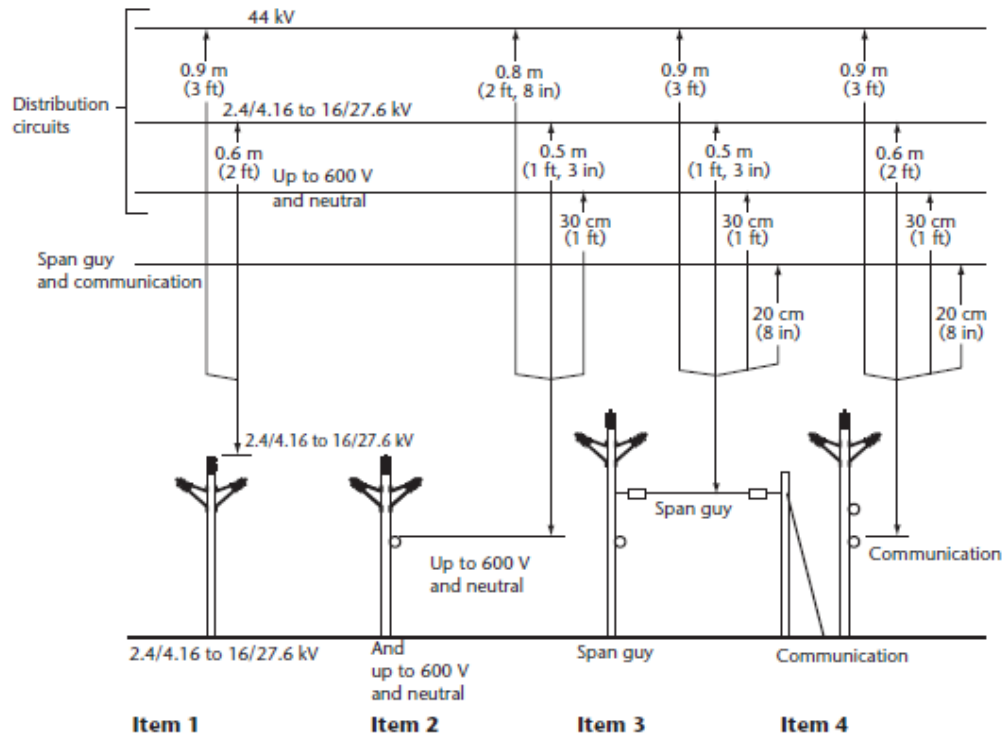 44 kV
0.9 m
(3 ft)
0.8 m
(2 ft, 8 in)
0.9 m
(3 ft)
0.9 m
(3 ft)
Distribution
circuits
2.4/4.16 to 16/27.6 kV
0.6 m
(2 ft)
Up to 600 V
and neutral
0.5 m
(1 ft, 3 in)
0.5 m
(1 ft, 3 in)
0.6 m
(2 ft)
30 cm
(1 ft)
30 cm
(1 ft)
30 cm
(1 ft)
Span guy
and communication
20 cm
(8 in)
20 cm
(8 in)
2.4/4.16 to 16/27.6 kV
Span guy
Up to 600 V
and neutral
Communication
2.4/4.16 to 16/27.6 kV
And
up to 600 V
and neutral
Span guy
Communication
Item 1
Item 2
Item 3
Item 4